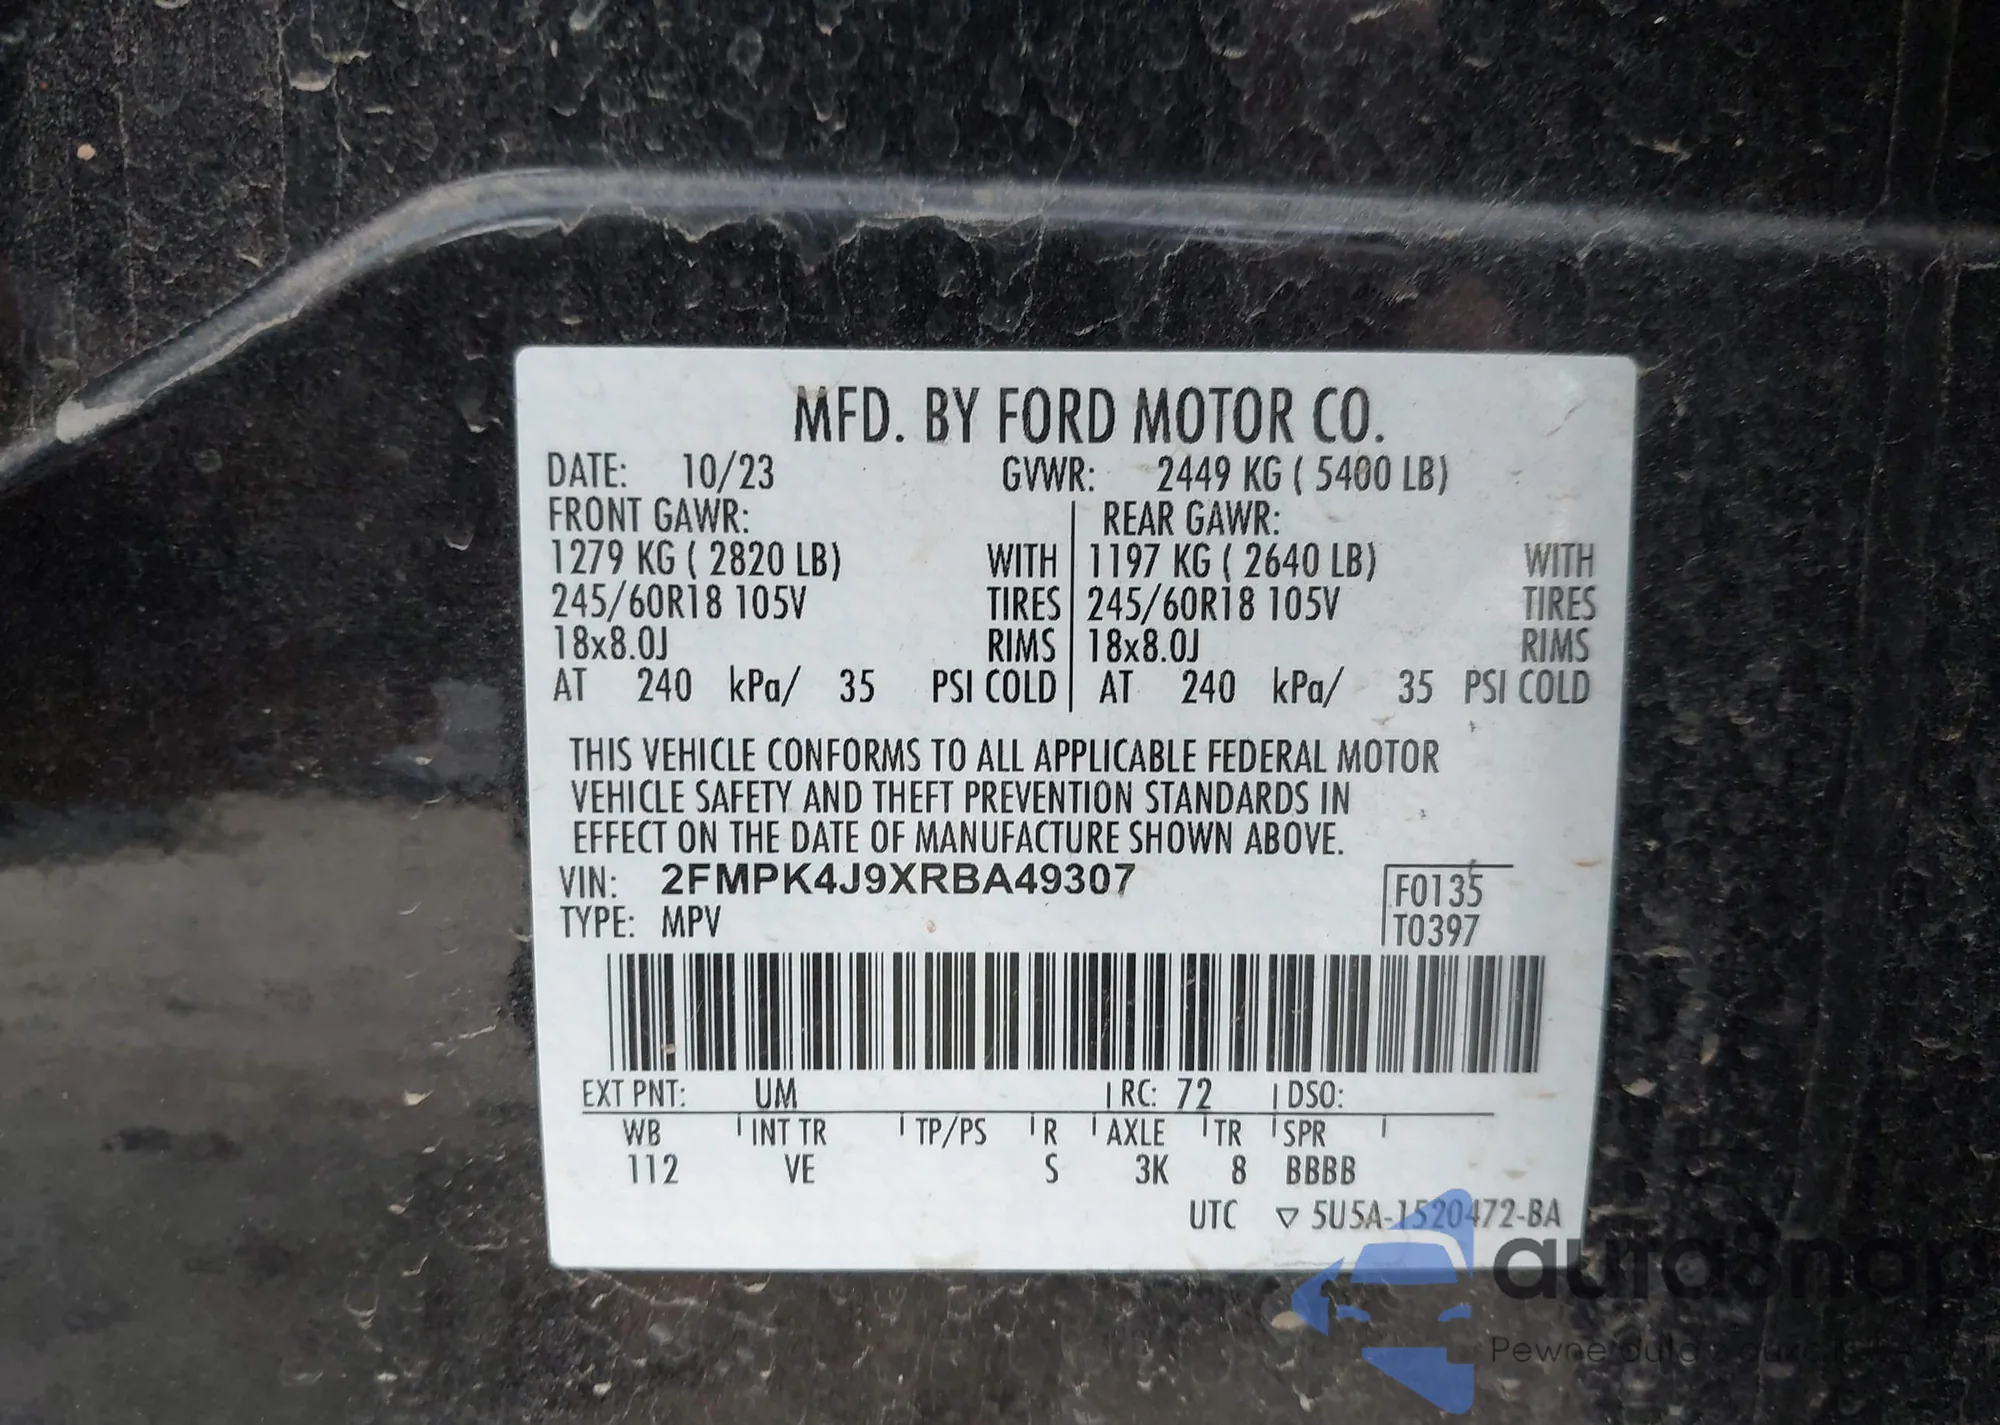 MFD. BY FORD MOTOR CO.
DATE: 10/23 GVWR: 2449 KG ( 5400 LB)
FRONT GAWR: REAR GAWR:
1279 KG ( 2820 LB) WITH 1197 KG ( 2640 LB) WITH
245/60R18 105V TIRES 245/60R18 105V TIRES
18x8.0J RIMS 18x8.0J RIMS
AT 240 kPa/ 35 PSI COLD AT 240 kPa/ 35 PSI COLD
THIS VEHICLE CONFORMS TO ALL APPLICABLE FEDERAL MOTOR
VEHICLE SAFETY AND THEFT PREVENTION STANDARDS IN
EFFECT ON THE DATE OF MANUFACTURE SHOWN ABOVE.
VIN: 2FMPK4J9XRBA49307 F0135
TYPE: MPV T0397
EXT PNT: UM RC: 72 DSO:
WB INT TR TP/PS R AXLE TR SPR
112 VE S 3K 8 BBBB
UTC ▽ 5U5A-1520472-BA
autasnap
Pewne auta z